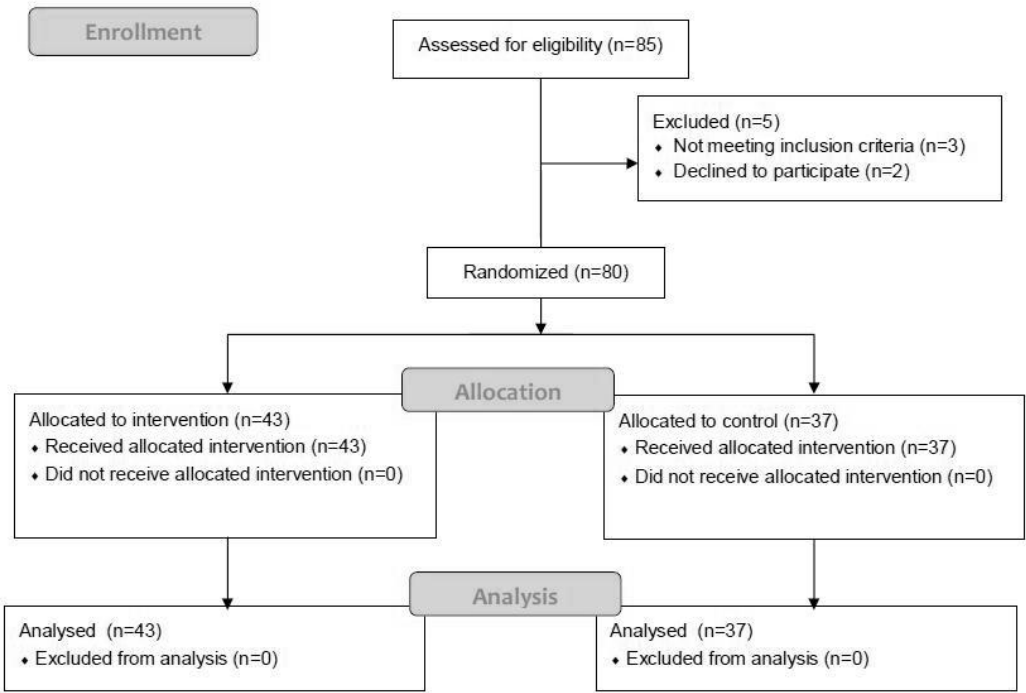 Enrollment
Assessed for eligibility (n=85)
Excluded (n=5)
♦ Not meeting inclusion criteria (n=3)
♦ Declined to participate (n=2)
Randomized (n=80)
Allocation
Allocated to intervention (n=43)
♦ Received allocated intervention (n=43)
♦ Did not receive allocated intervention (n=0)
Allocated to control (n=37)
♦ Received allocated intervention (n=37)
♦ Did not receive allocated intervention (n=0)
Analysis
Analysed (n=43)
♦ Excluded from analysis (n=0)
Analysed (n=37)
♦ Excluded from analysis (n=0)